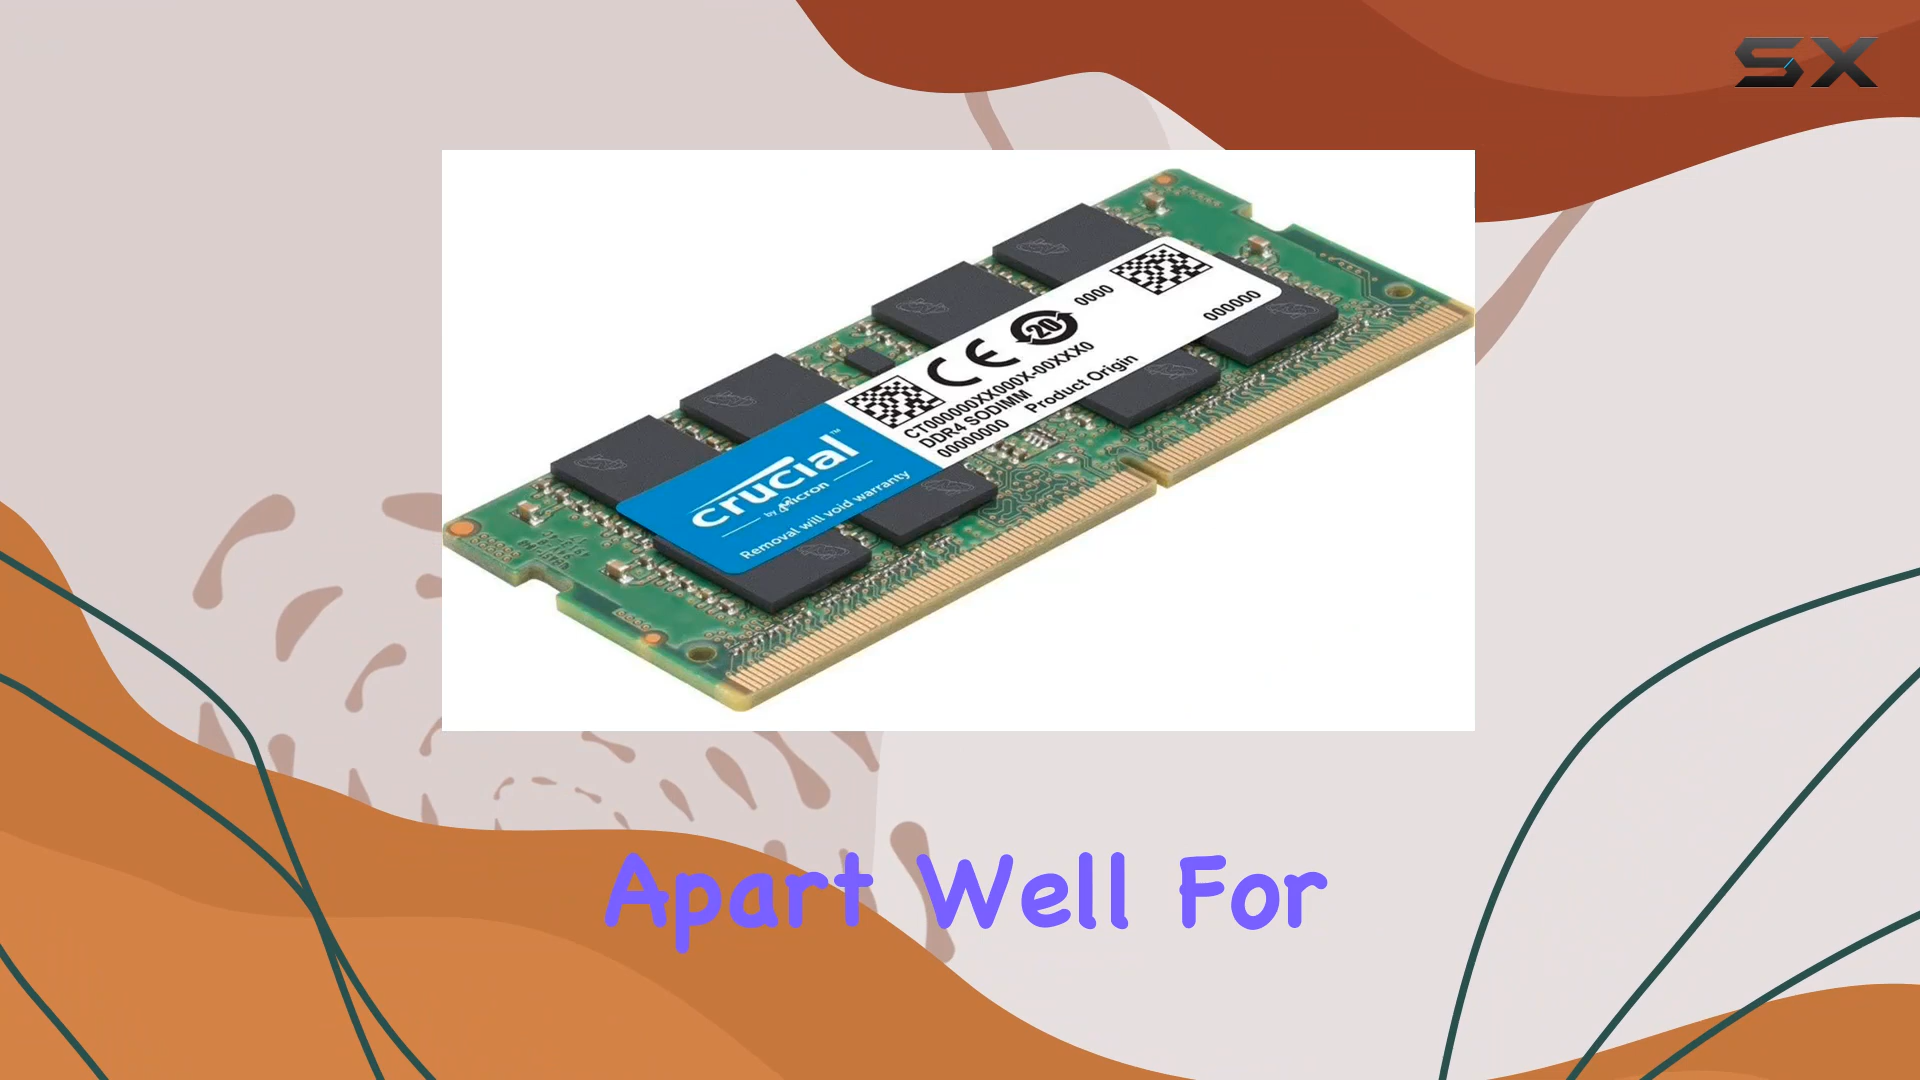 SX
0000
000000
20
CE
CT000000XX000X-00XXX0
DDR4 SODIMM
00000000 Product Origin
crucial™
by Micron
Removal will void warranty
Apart Well For